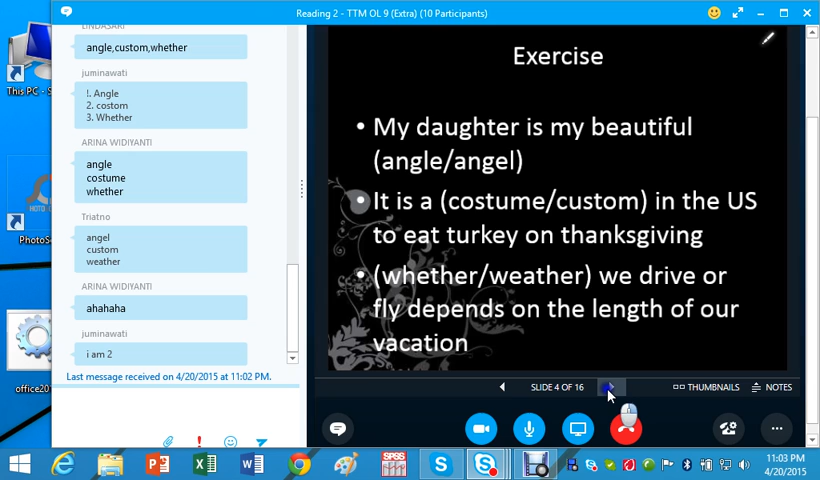 Reading 2 - TTM OL 9 (Extra) (10 Participants)
This PC - S
PhotoSc
office20
LINDASARI
angle,custom,whether
juminawati
!. Angle
2. costom
3. Whether
ARINA WIDIYANTI
angle
costume
whether
Triatno
angel
custom
weather
ARINA WIDIYANTI
ahahaha
juminawati
i am 2
Last message received on 4/20/2015 at 11:02 PM.
Exercise
• My daughter is my beautiful
(angle/angel)
• It is a (costume/custom) in the US
to eat turkey on thanksgiving
• (whether/weather) we drive or
fly depends on the length of our
vacation
SLIDE 4 OF 16
THUMBNAILS
NOTES
SPSS
11:03 PM
4/20/2015